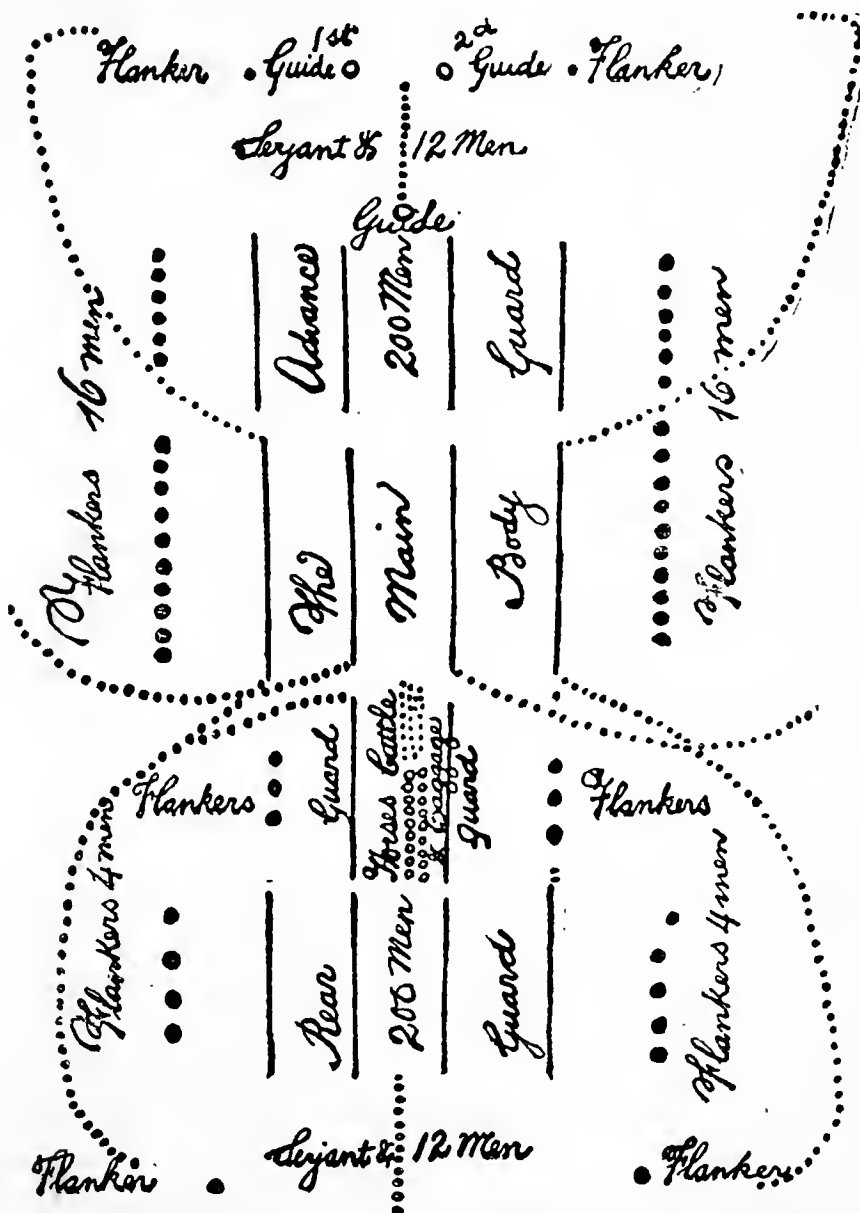 Flanker 1st Guide 2d Guide Flanker
Serjant & 12 Men
Guide
Advance 200 Men Guard
Flankers 16 men
Flankers 16 men
The Main Body
Flankers
Guard
Horses Cattle
& Baggage
Guard
Flankers
Flankers 4 men
Rear 200 Men Guard
Flankers 4 men
Serjant & 12 Men
Flanker
Flanker